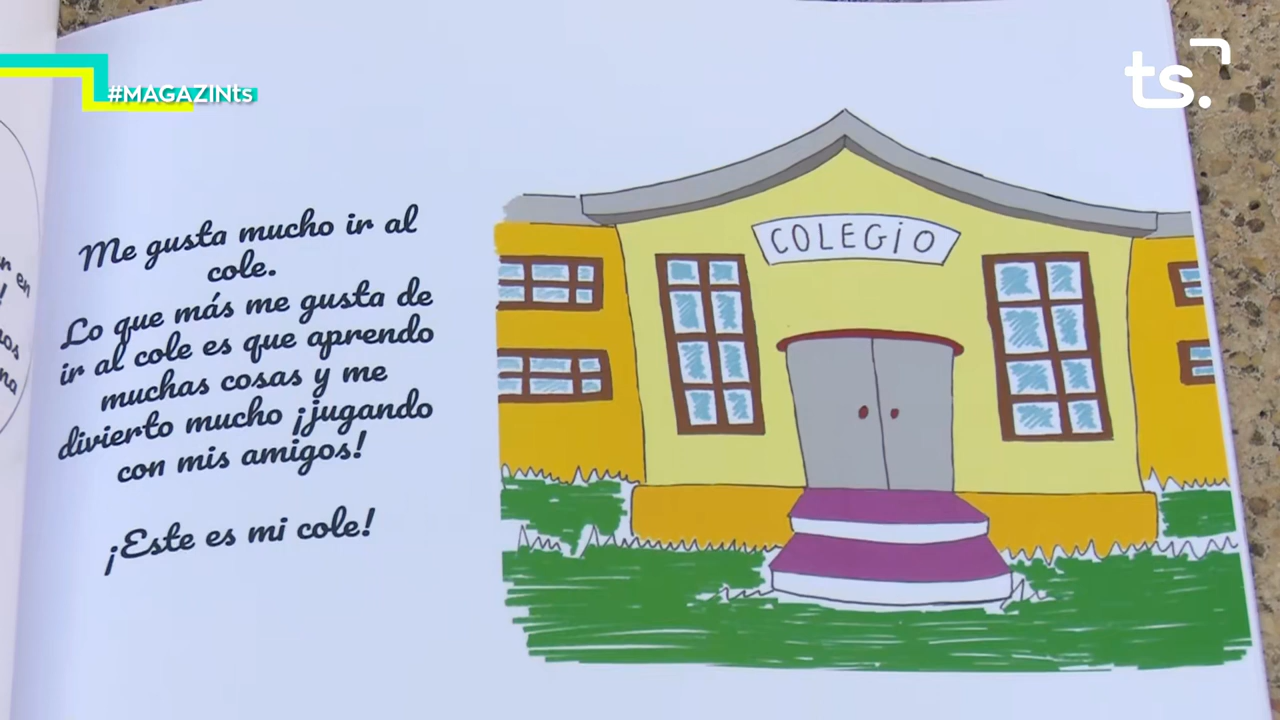 #MAGAZINts
ts.
Me gusta mucho ir al
cole.
Lo que más me gusta de
ir al cole es que aprendo
muchas cosas y me
divierto mucho ¡jugando
con mis amigos!
¡Este es mi cole!
COLEGiO